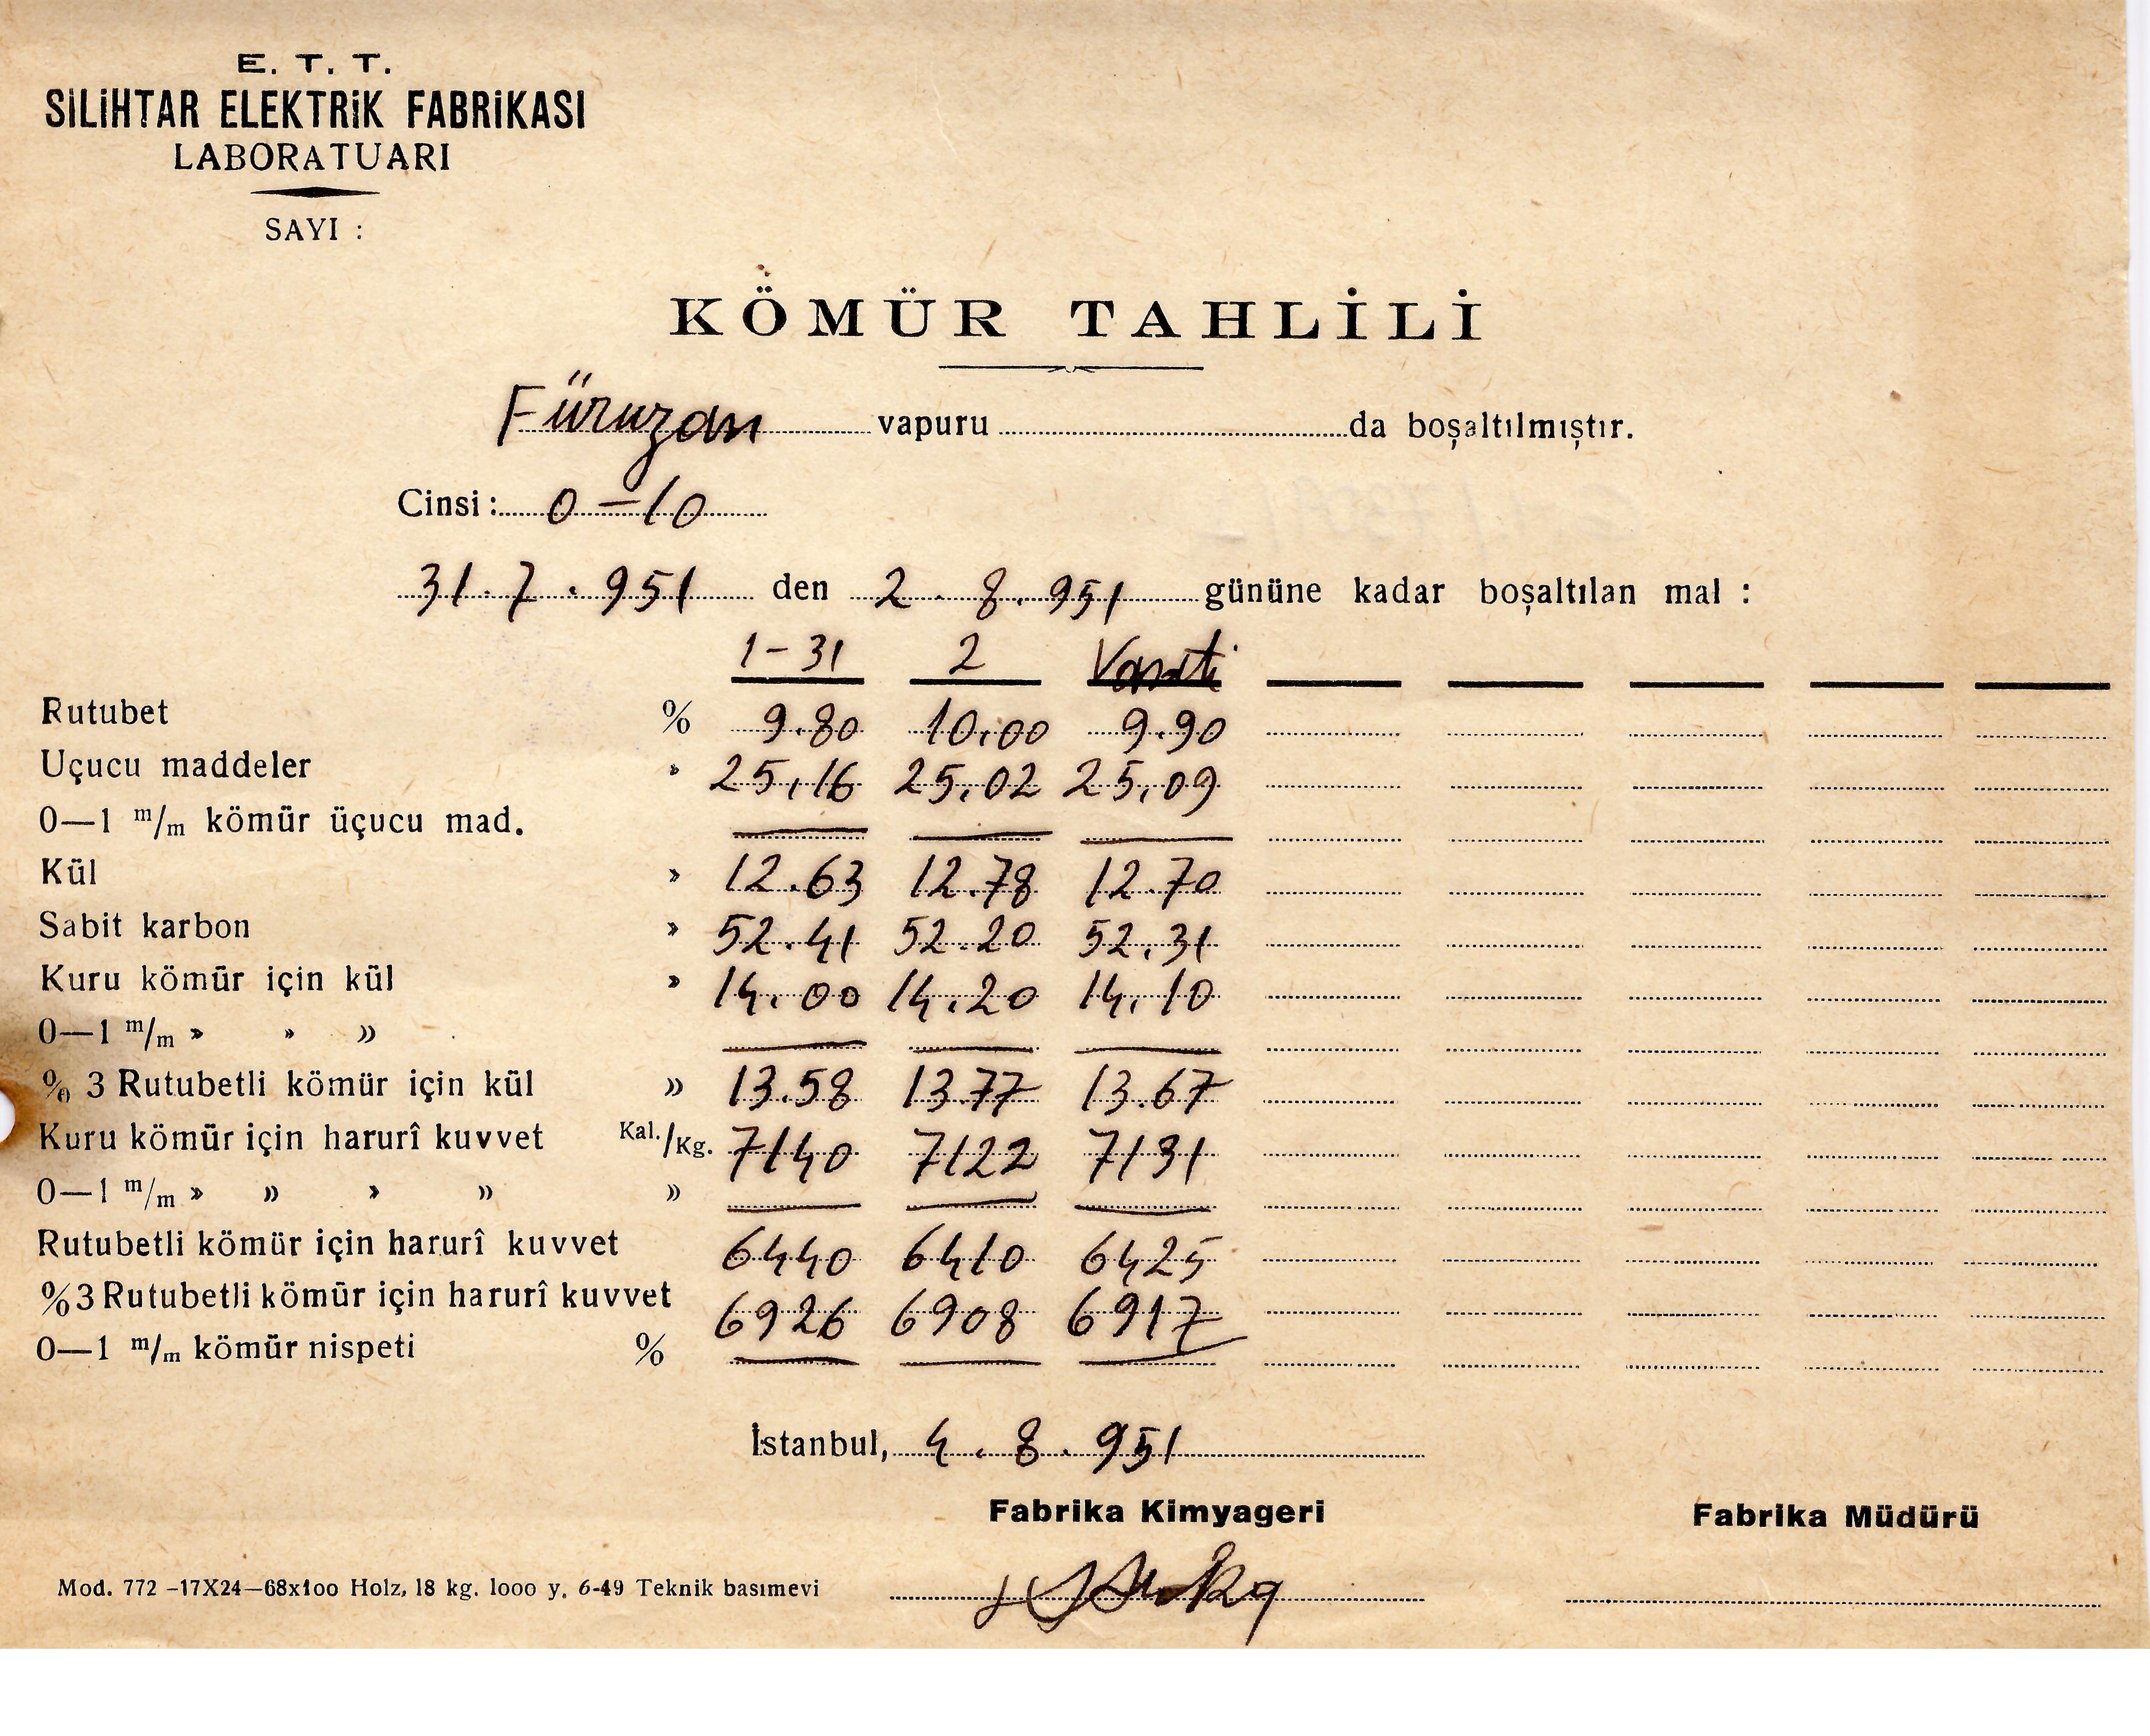 E. T. T.
SİLİHTAR ELEKTRİK FABRİKASI
LABORATUARI
SAYI :
KÖMÜR TAHLİLİ
Füruzan vapuru da boşaltılmıştır.
Cinsi : 0-10
31.7.951 den 2.8.951 gününe kadar boşaltılan mal :
1-31 2 Vasati
Rutubet % 9.80 10,00 9.90
Uçucu maddeler » 25,16 25,02 25,09
0—1 m/m kömür üçucu mad.
Kül » 12.63 12.78 12.70
Sabit karbon » 52.41 52.20 52,31
Kuru kömür için kül » 14.00 14.20 14,10
0—1 m/m » » »
% 3 Rutubetli kömür için kül » 13.58 13.77 13.67
Kuru kömür için harurî kuvvet Kal./Kg. 7140 7122 7131
0—1 m/m » » » » »
Rutubetli kömür için harurî kuvvet 6440 6410 6425
%3 Rutubetli kömür için harurî kuvvet 6926 6908 6917
0—1 m/m kömür nispeti %
İstanbul, 4.8.951
Fabrika Kimyageri Fabrika Müdürü
Mod. 772 -17X24—68x1oo Holz, 18 kg. 1ooo y. 6-49 Teknik basımevi